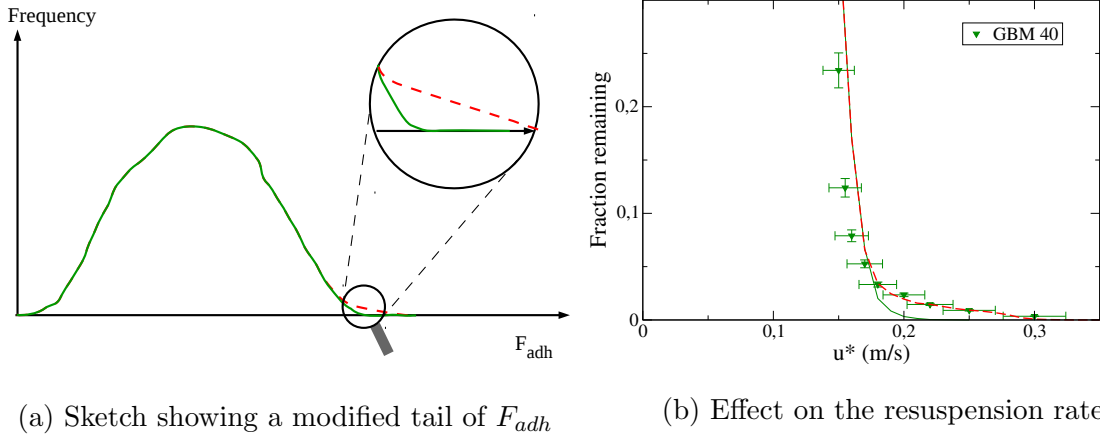 Frequency
F_adh
GBM 40
Fraction remaining
0,2
0,1
0
0
0,1
0,2
0,3
u* (m/s)
(a) Sketch showing a modified tail of F_adh
(b) Effect on the resuspension rate